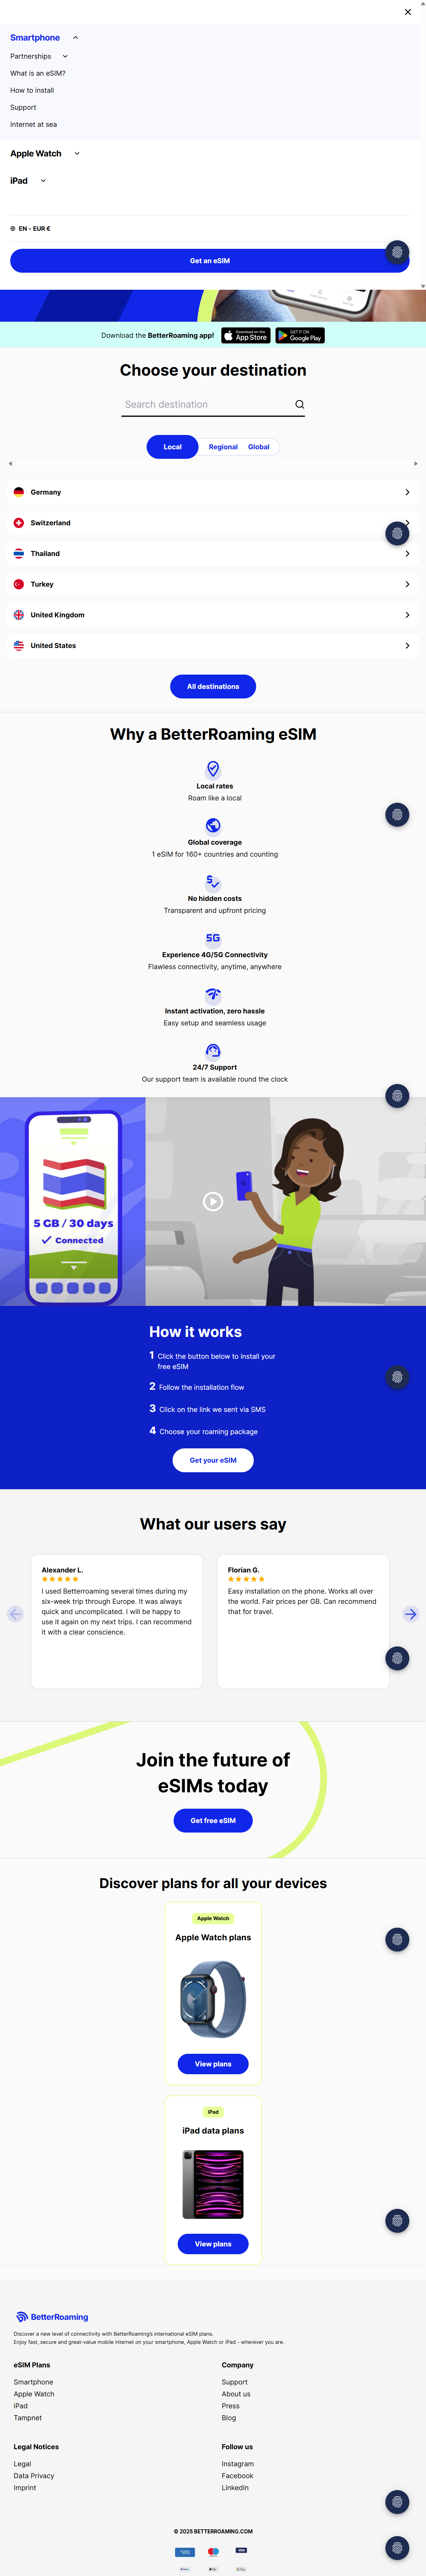 Smartphone
Partnerships
What is an eSIM?
How to install
Support
Internet at sea
Apple Watch
iPad
EN - EUR €
Get an eSIM
Download the BetterRoaming app!
Download on the
App Store
GET IT ON
Google Play
Choose your destination
Search destination
Local
Regional
Global
Germany
Switzerland
Thailand
Turkey
United Kingdom
United States
All destinations
Why a BetterRoaming eSIM
Local rates
Roam like a local
Global coverage
1 eSIM for 160+ countries and counting
No hidden costs
Transparent and upfront pricing
5G
Experience 4G/5G Connectivity
Flawless connectivity, anytime, anywhere
Instant activation, zero hassle
Easy setup and seamless usage
24/7 Support
Our support team is available round the clock
5 GB / 30 days
Connected
How it works
1 Click the button below to install your
free eSIM
2 Follow the installation flow
3 Click on the link we sent via SMS
4 Choose your roaming package
Get your eSIM
What our users say
Alexander L.
I used Betterroaming several times during my
six-week trip through Europe. It was always
quick and uncomplicated. I will be happy to
use it again on my next trips. I can recommend
it with a clear conscience.
Florian G.
Easy installation on the phone. Works all over
the world. Fair prices per GB. Can recommend
that for travel.
Join the future of
eSIMs today
Get free eSIM
Discover plans for all your devices
Apple Watch
Apple Watch plans
View plans
iPad
iPad data plans
View plans
BetterRoaming
Discover a new level of connectivity with BetterRoaming's international eSIM plans.
Enjoy fast, secure and great-value mobile internet on your smartphone, Apple Watch or iPad - wherever you are.
eSIM Plans
Smartphone
Apple Watch
iPad
Tampnet
Company
Support
About us
Press
Blog
Legal Notices
Legal
Data Privacy
Imprint
Follow us
Instagram
Facebook
LinkedIn
© 2025 BETTERROAMING.COM
VISA